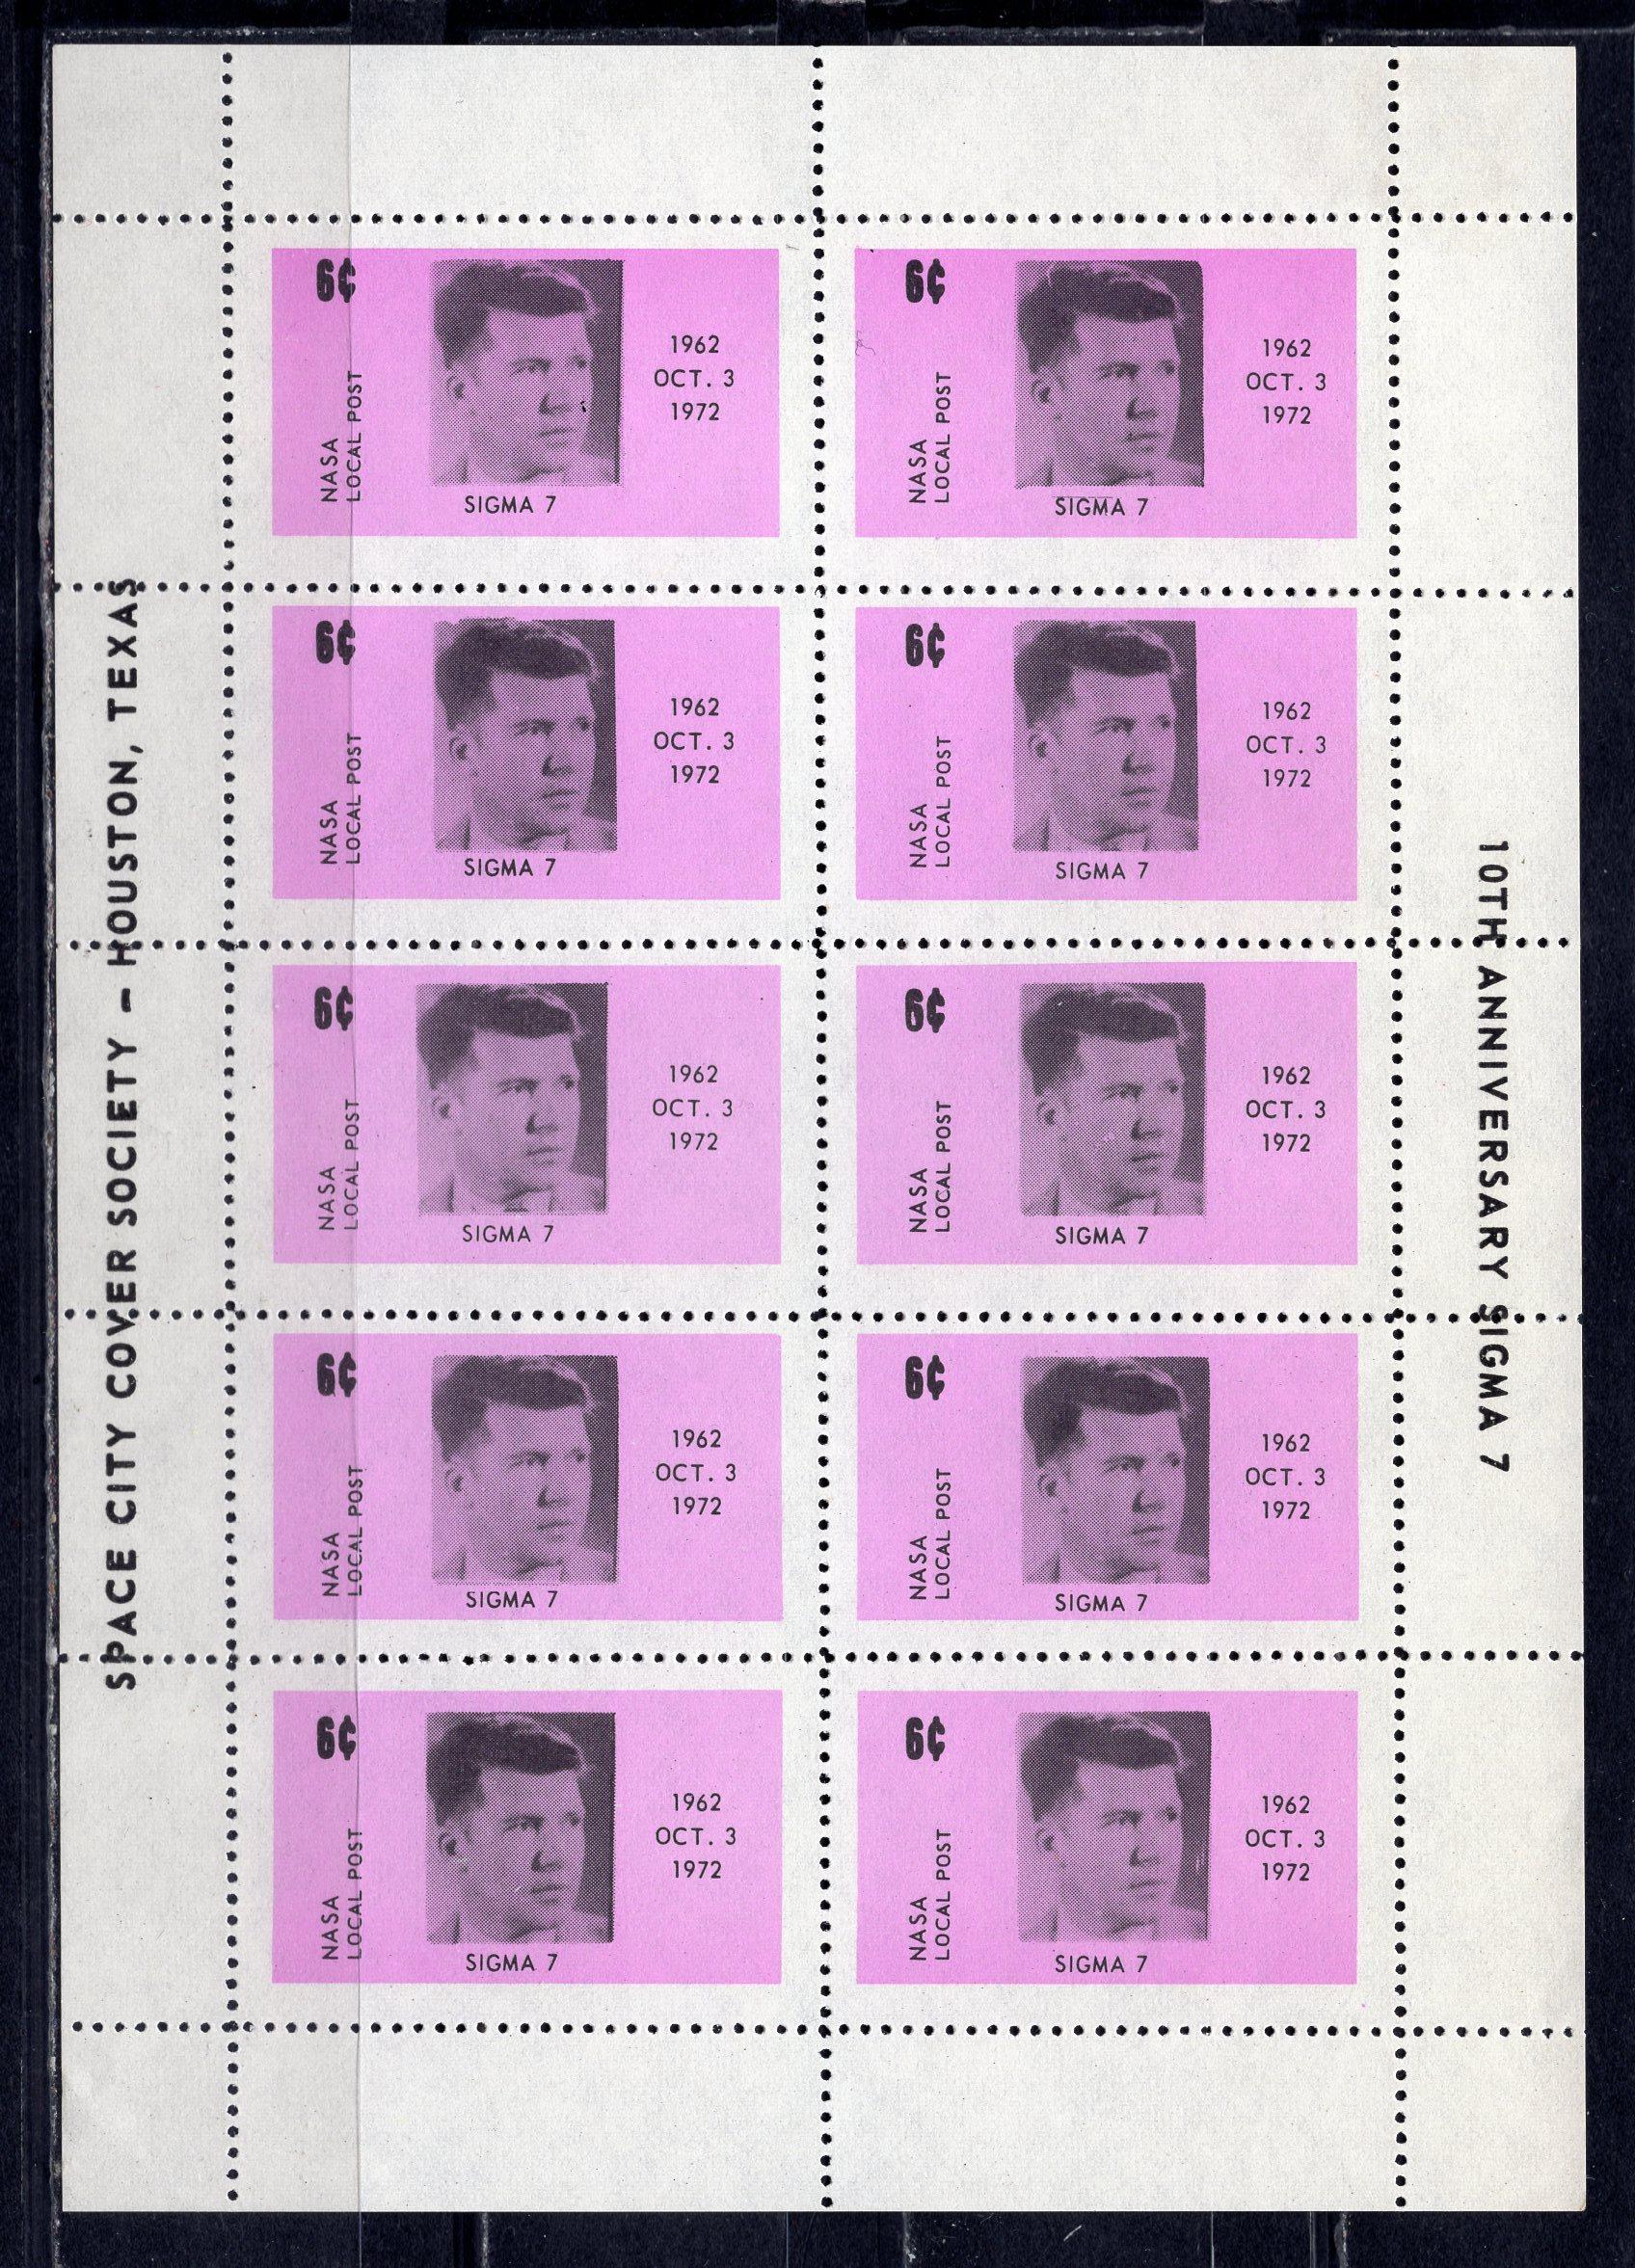 SPACE CITY COVER SOCIETY – HOUSTON, TEXAS
6¢
NASA
LOCAL POST
1962
OCT. 3
1972
SIGMA 7
6¢
NASA
LOCAL POST
1962
OCT. 3
1972
SIGMA 7
6¢
NASA
LOCAL POST
1962
OCT. 3
1972
SIGMA 7
6¢
NASA
LOCAL POST
1962
OCT. 3
1972
SIGMA 7
6¢
NASA
LOCAL POST
1962
OCT. 3
1972
SIGMA 7
6¢
NASA
LOCAL POST
1962
OCT. 3
1972
SIGMA 7
6¢
NASA
LOCAL POST
1962
OCT. 3
1972
SIGMA 7
6¢
NASA
LOCAL POST
1962
OCT. 3
1972
SIGMA 7
6¢
NASA
LOCAL POST
1962
OCT. 3
1972
SIGMA 7
6¢
NASA
LOCAL POST
1962
OCT. 3
1972
SIGMA 7
10TH ANNIVERSARY SIGMA 7